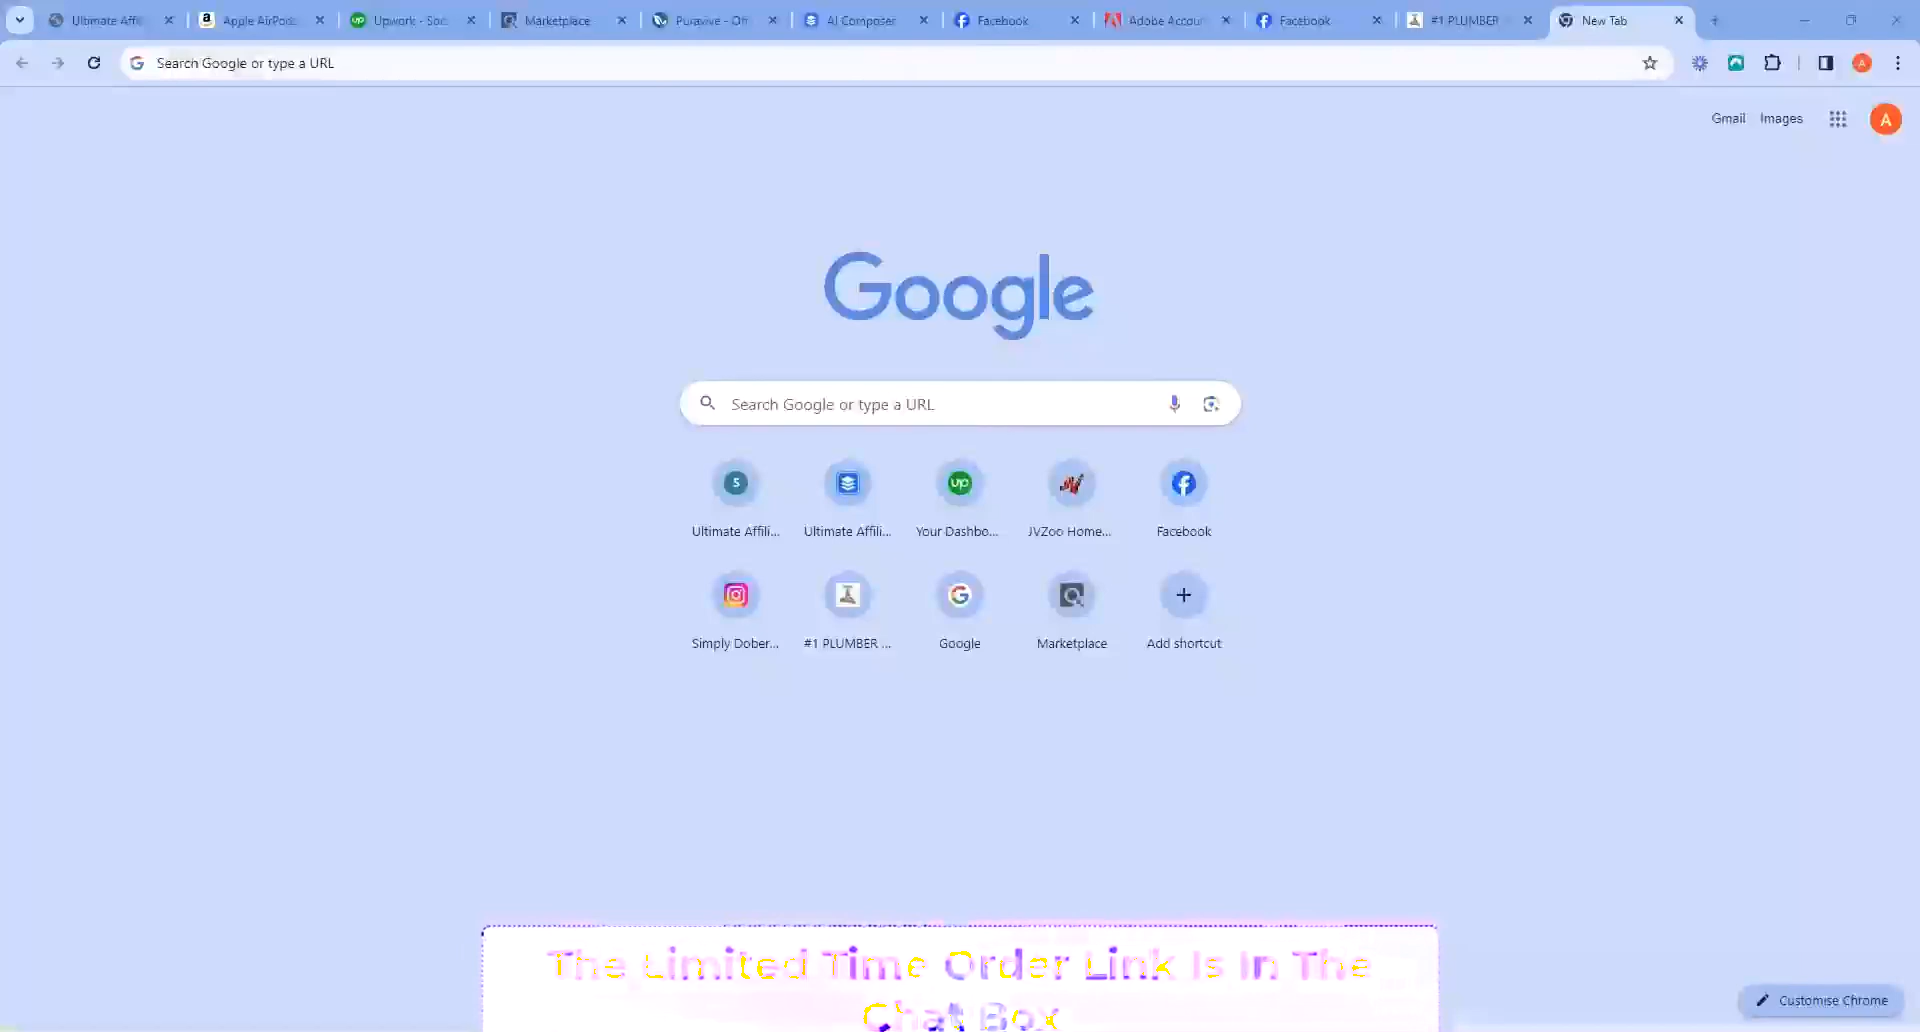 Ultimate Affi
Apple AirPods
Upwork - Soc
Marketplace
Puravive - Off
AI Composer
Facebook
Adobe Accoun
Facebook
#1 PLUMBER
New Tab
Search Google or type a URL
A
Gmail
Images
A
Google
Search Google or type a URL
Ultimate Affili...
Ultimate Affili...
Your Dashbo...
JVZoo Home...
Facebook
Simply Dober...
#1 PLUMBER ...
Google
Marketplace
Add shortcut
The Limited Time Order Link Is In The
Chat Box
Customise Chrome